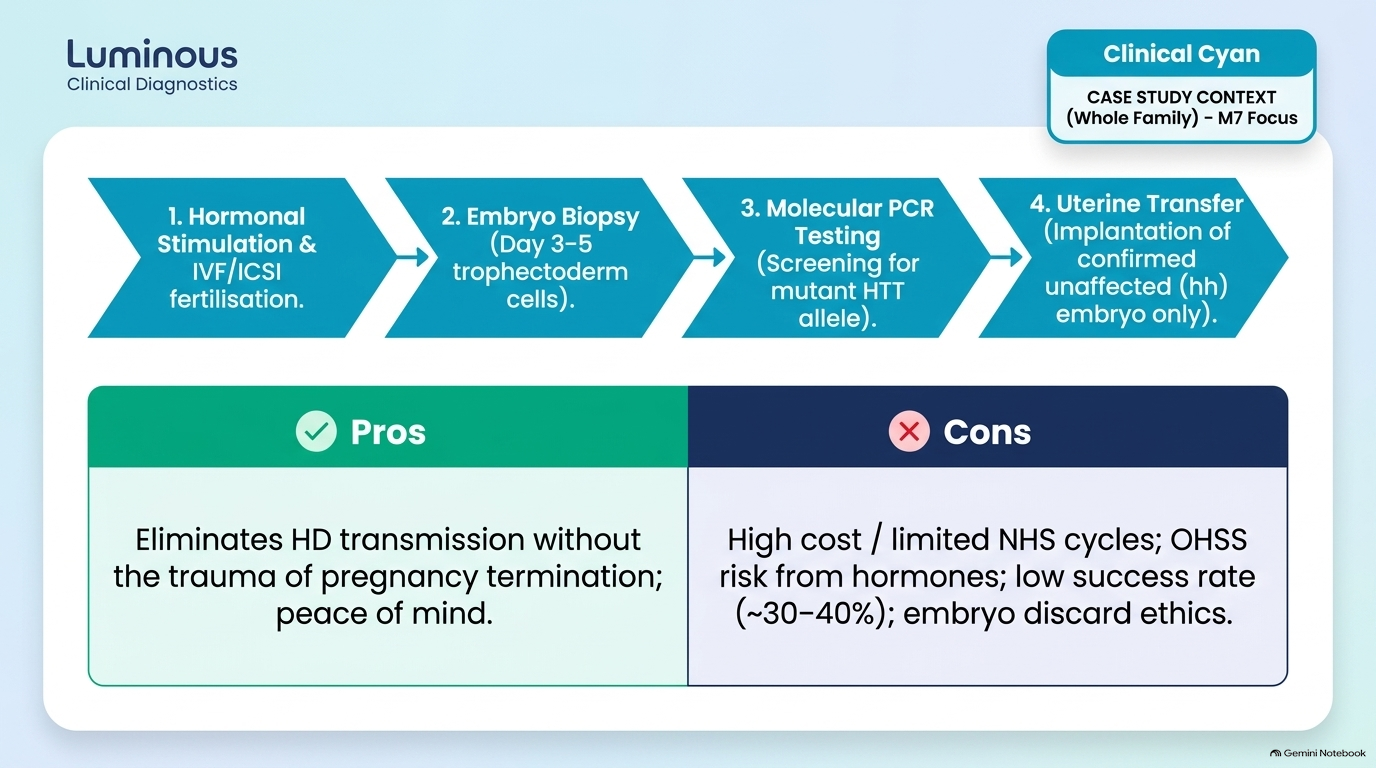 Luminous
Clinical Diagnostics
Clinical Cyan
CASE STUDY CONTEXT
(Whole Family) - M7 Focus
1. Hormonal
Stimulation &
IVF/ICSI
fertilisation.
2. Embryo Biopsy
(Day 3-5
trophectoderm
cells).
3. Molecular PCR
Testing
(Screening for
mutant HTT
allele).
4. Uterine Transfer
(Implantation of
confirmed
unaffected (hh)
embryo only).
Pros
Eliminates HD transmission without
the trauma of pregnancy termination;
peace of mind.
Cons
High cost / limited NHS cycles; OHSS
risk from hormones; low success rate
(~30-40%); embryo discard ethics.
Gemini Notebook